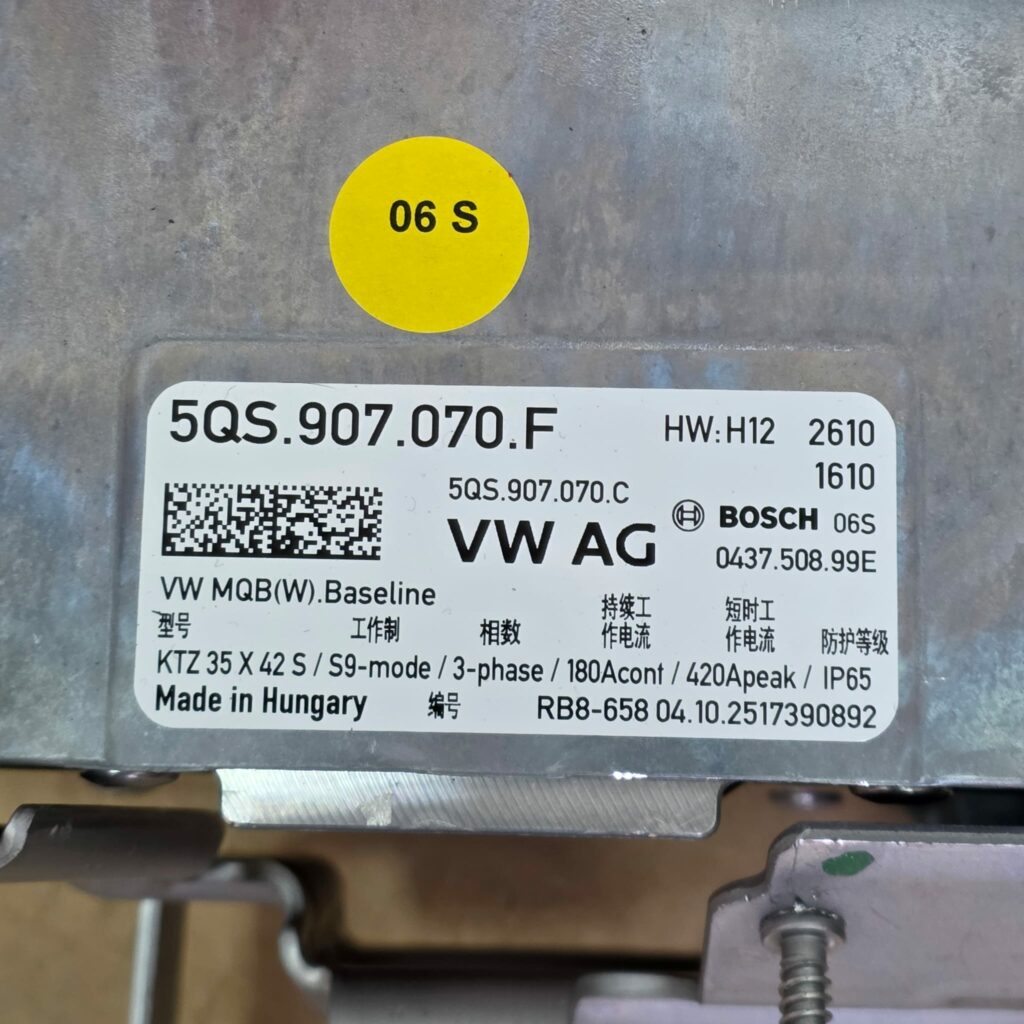 06 S
5QS.907.070.F HW:H12 2610
1610
5QS.907.070.C
VW AG BOSCH 06S
0437.508.99E
VW MQB(W).Baseline
型号 工作制 相数 持续工作电流 短时工作电流 防护等级
KTZ 35 X 42 S / S9-mode / 3-phase / 180Acont / 420Apeak / IP65
Made in Hungary 编号 RB8-658 04.10.2517390892